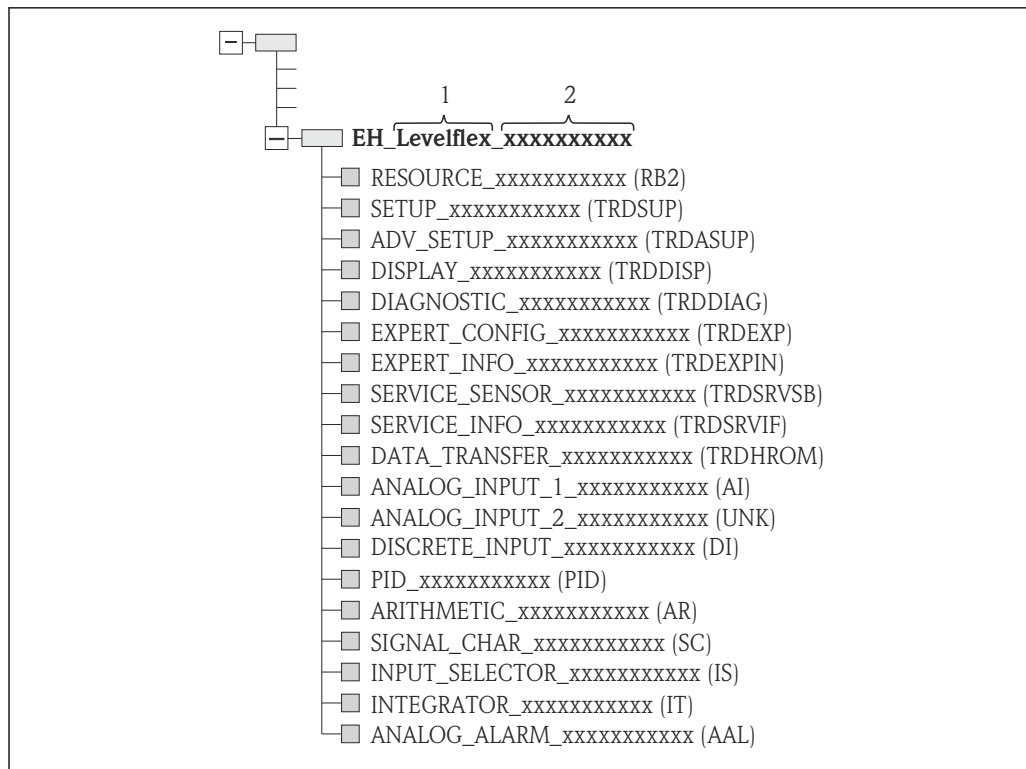 1 2
EH_Levelflex_xxxxxxxxxx
RESOURCE_xxxxxxxxxxx (RB2)
SETUP_xxxxxxxxxxx (TRDSUP)
ADV_SETUP_xxxxxxxxxxx (TRDASUP)
DISPLAY_xxxxxxxxxxx (TRDDISP)
DIAGNOSTIC_xxxxxxxxxxx (TRDDIAG)
EXPERT_CONFIG_xxxxxxxxxxx (TRDEXP)
EXPERT_INFO_xxxxxxxxxxx (TRDEXPIN)
SERVICE_SENSOR_xxxxxxxxxxx (TRDSRVSB)
SERVICE_INFO_xxxxxxxxxxx (TRDSRVIF)
DATA_TRANSFER_xxxxxxxxxxx (TRDHROM)
ANALOG_INPUT_1_xxxxxxxxxxx (AI)
ANALOG_INPUT_2_xxxxxxxxxxx (UNK)
DISCRETE_INPUT_xxxxxxxxxxx (DI)
PID_xxxxxxxxxxx (PID)
ARITHMETIC_xxxxxxxxxxx (AR)
SIGNAL_CHAR_xxxxxxxxxxx (SC)
INPUT_SELECTOR_xxxxxxxxxxx (IS)
INTEGRATOR_xxxxxxxxxxx (IT)
ANALOG_ALARM_xxxxxxxxxxx (AAL)